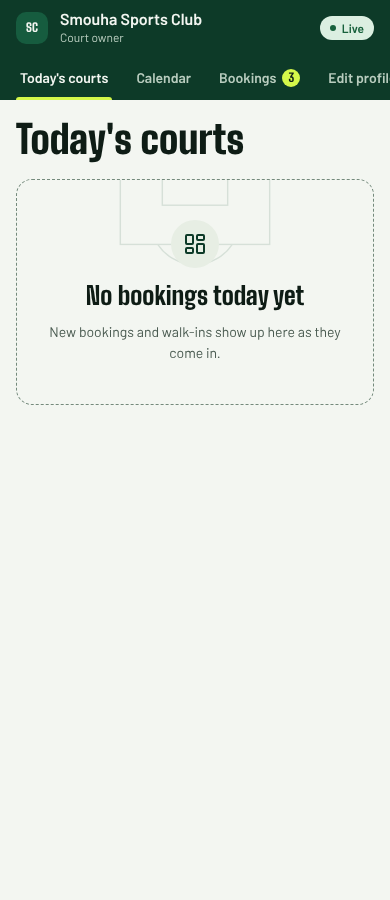 SC
Smouha Sports Club
Court owner
Live
Today's courts
Calendar
Bookings 3
Edit profil
Today's courts
No bookings today yet
New bookings and walk-ins show up here as they
come in.